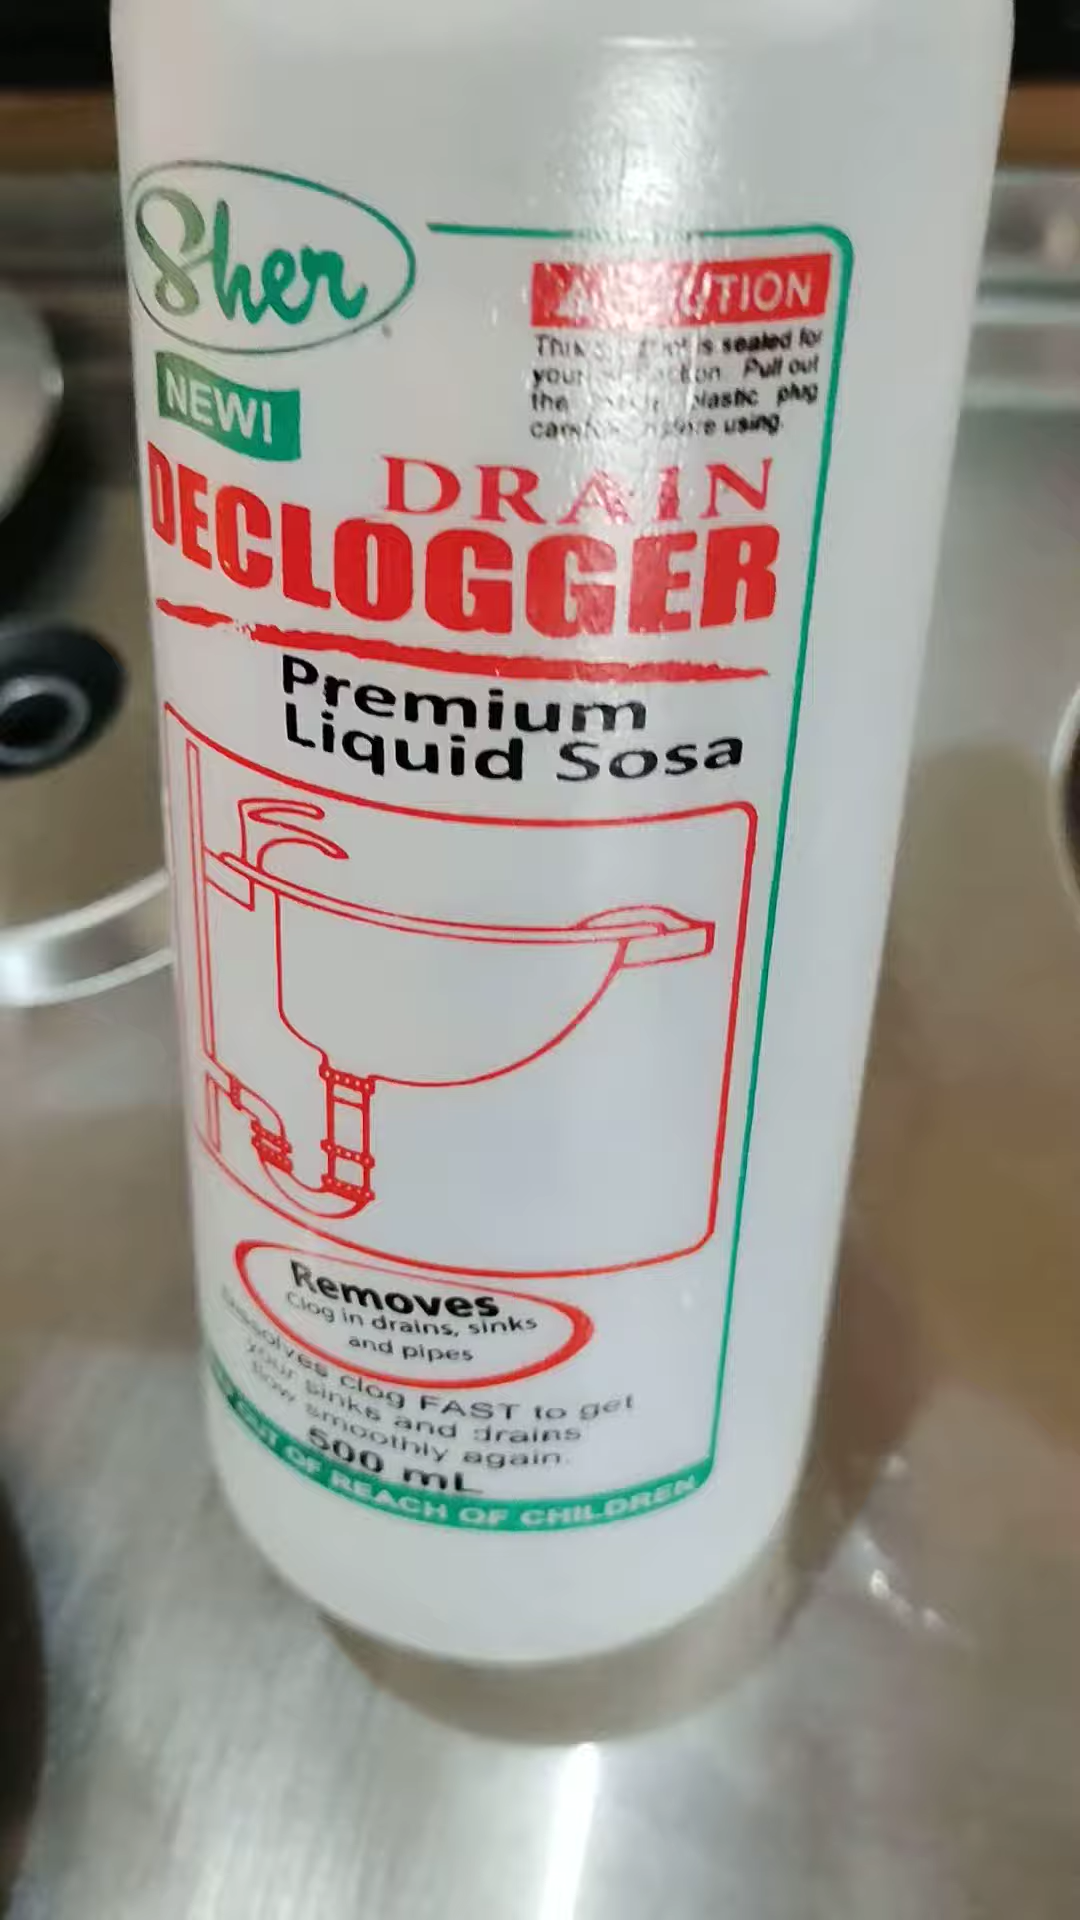 Sher
NEW!
CAUTION
This is sealed for
your Pull out
the plastic plug
before using.
DRAIN
DECLOGGER
Premium
Liquid Sosa
Removes
Clog in drains, sinks
and pipes
Dissolves clog FAST to get
your sinks and drains
flow smoothly again.
500 mL
OUT OF REACH OF CHILDREN